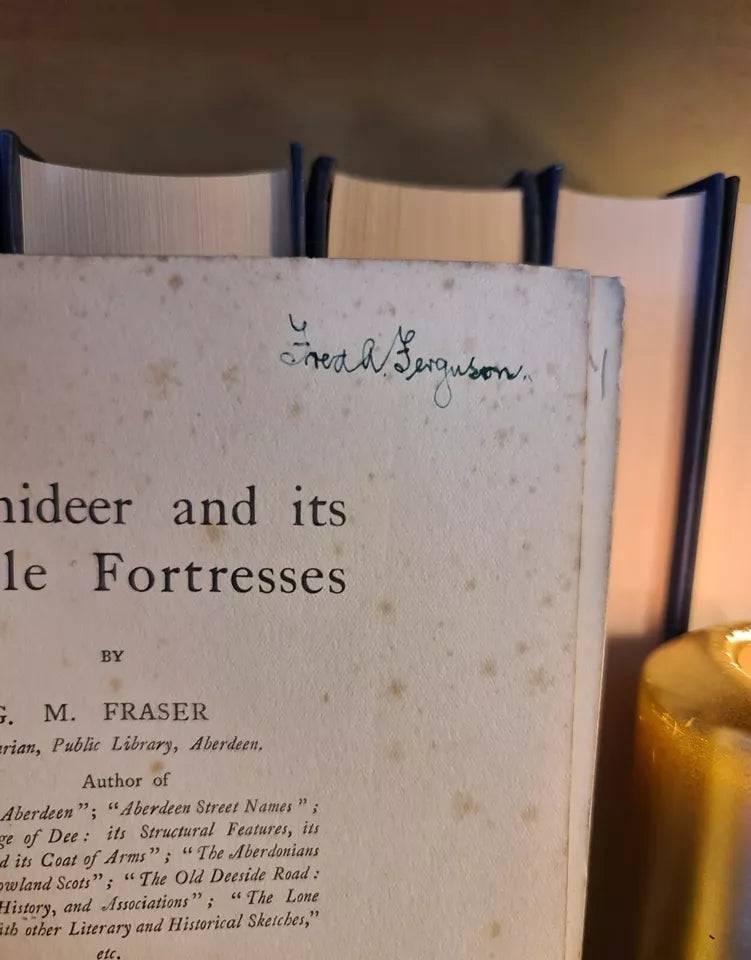 Fred A. Ferguson.
nideer and its
le Fortresses
BY
G. M. FRASER
rian, Public Library, Aberdeen.
Author of
Aberdeen"; "Aberdeen Street Names";
ge of Dee: its Structural Features, its
d its Coat of Arms"; "The Aberdonians
owland Scots"; "The Old Deeside Road:
History, and Associations"; "The Lone
ith other Literary and Historical Sketches,"
etc.